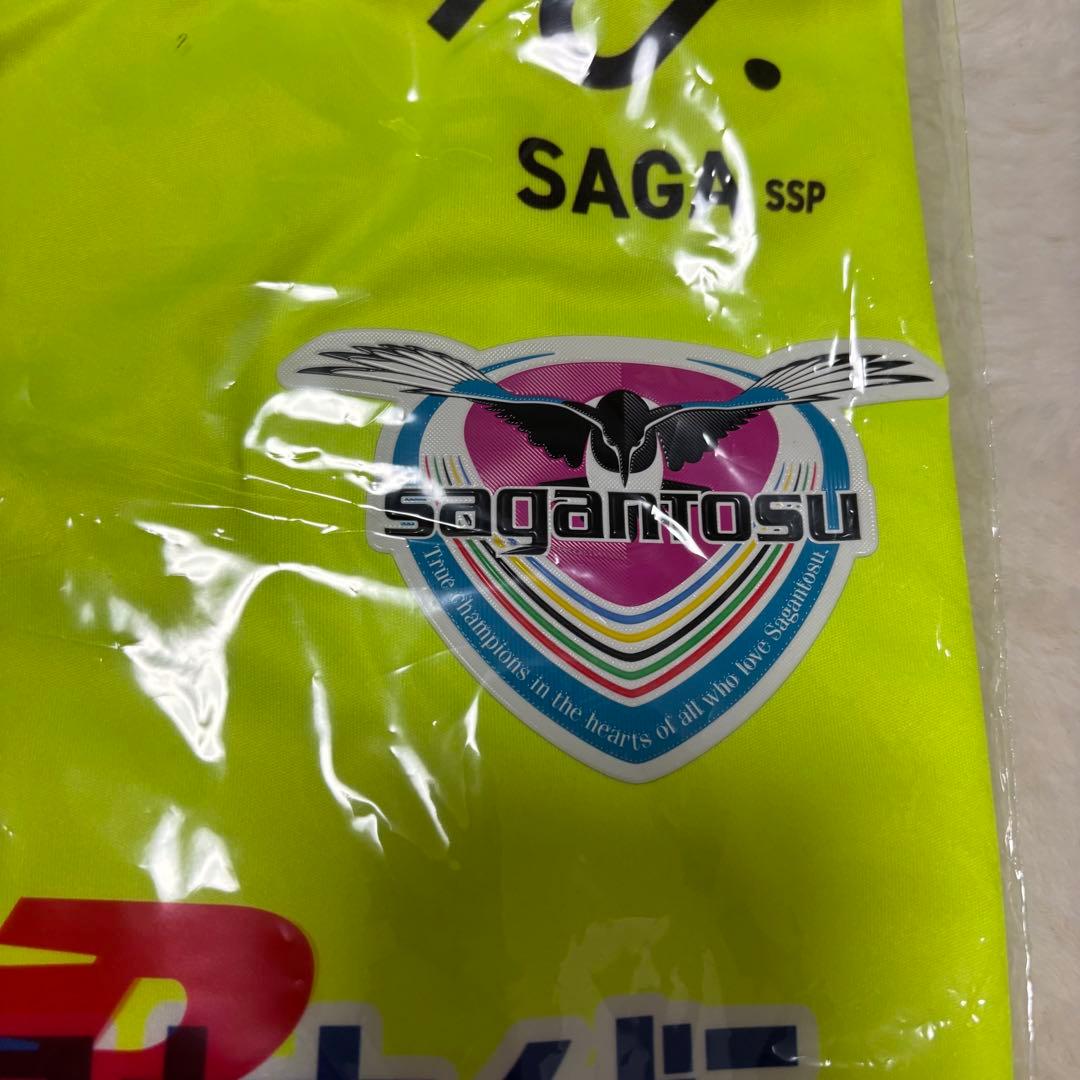 SAGA SSP
sagantosu
True champions in the hearts of all who love Sagantosu.